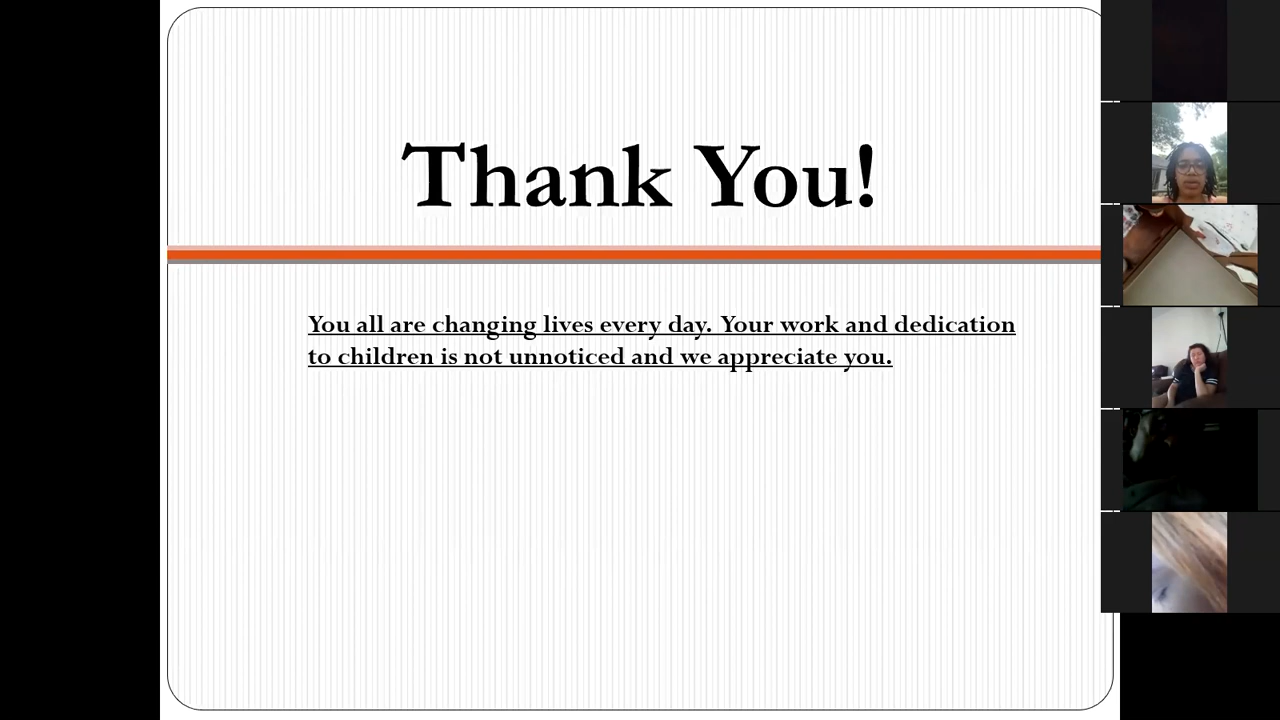 Thank You!
You all are changing lives every day. Your work and dedication
to children is not unnoticed and we appreciate you.